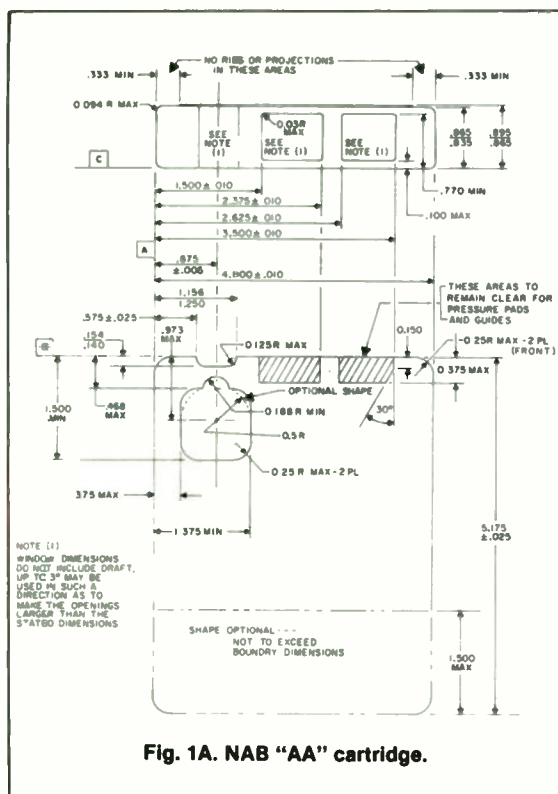 NO RIBS OR PROJECTIONS
IN THESE AREAS
.333 MIN
.333 MIN
0.094 R MAX
0.03R
MAX
SEE
NOTE
(1)
SEE
NOTE (1)
SEE
NOTE (1)
.865
.835
.895
.865
C
1.500 ± .010
.770 MIN
2.375 ± .010
.100 MAX
2.625 ± .010
3.500 ± .010
A
.675
4.800 ± .010
1.156
1.250
THESE AREAS TO
REMAIN CLEAR FOR
PRESSURE PADS
AND GUIDES
.575 ± .025
.154
.140
.973
MAX
0.125R MAX
0.150
0.25R MAX - 2 PL
(FRONT)
0.375 MAX
OPTIONAL SHAPE
1.500
MIN
.468
MAX
0.188 R MIN
30°
0.5 R
0.25 R MAX - 2 PL
.375 MAX
1.375 MIN
5.175
± .025
NOTE (1)
WINDOW DIMENSIONS
DO NOT INCLUDE DRAFT,
UP TO 3° MAY BE
USED IN SUCH A
DIRECTION AS TO
MAKE THE OPENINGS
LARGER THAN THE
STATED DIMENSIONS
SHAPE OPTIONAL ---
NOT TO EXCEED
BOUNDRY DIMENSIONS
1.500
MAX
Fig. 1A. NAB "AA" cartridge.